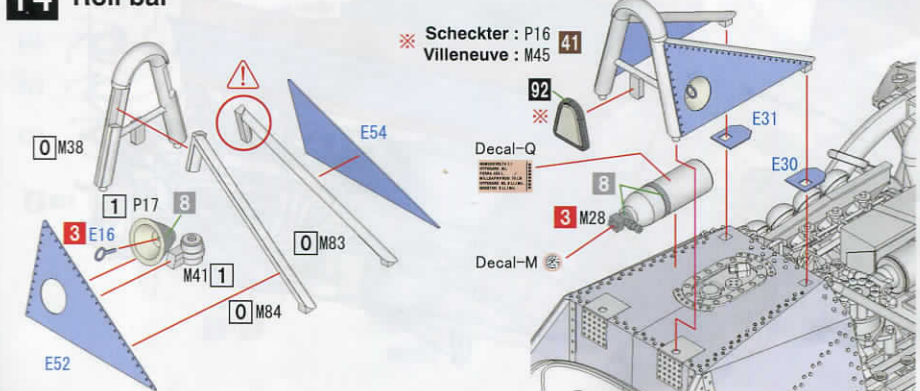 14 Roll bar
※ Scheckter : P16 41
Villeneuve : M45
92
※
E54
E31
Decal-Q
E30
0 M38
8
1 P17 8
3 E16
3 M28
0 M83
M41 1
Decal-M
0 M84
E52